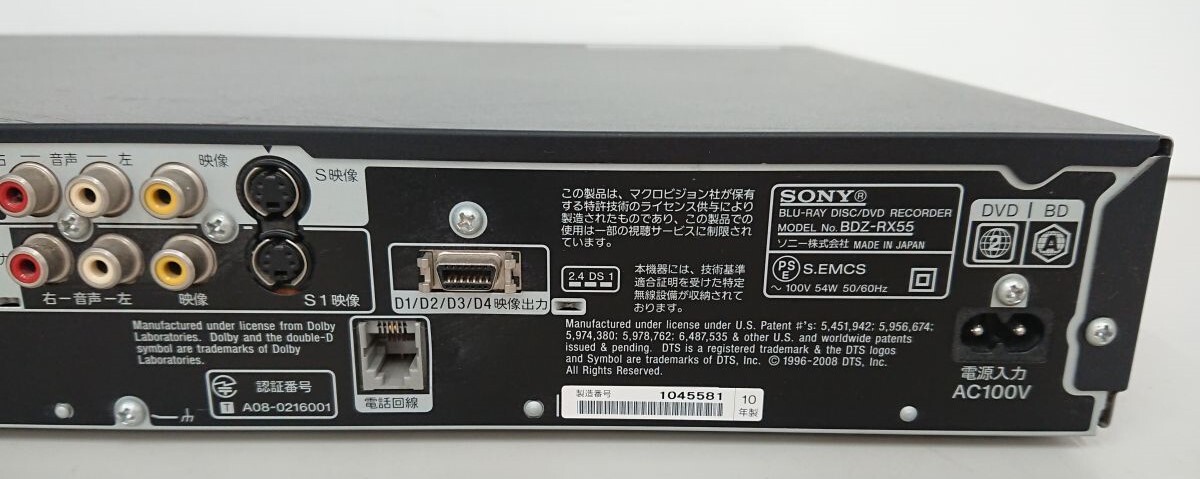 音声
左
映像
S映像
右
音声
左
映像
S1映像
D1/D2/D3/D4映像出力
この製品は、マクロビジョン社が保有
する特許技術のライセンス供与により
製造されたものであり、この製品での
使用は一部の視聴サービスに制限され
ています。
2.4 DS 1
本機器には、技術基準
適合証明を受けた特定
無線設備が収納されて
おります。
SONY®
BLU-RAY DISC/DVD RECORDER
MODEL No. BDZ-RX55
ソニー株式会社 MADE IN JAPAN
PS E S.EMCS
～ 100V 54W 50/60Hz
DVD BD
2 A
Manufactured under license from Dolby
Laboratories. Dolby and the double-D
symbol are trademarks of Dolby
Laboratories.
Manufactured under license under U.S. Patent #'s: 5,451,942; 5,956,674;
5,974,380; 5,978,762; 6,487,535 & other U.S. and worldwide patents
issued & pending. DTS is a registered trademark & the DTS logos
and Symbol are trademarks of DTS, Inc. © 1996-2008 DTS, Inc.
All Rights Reserved.
認証番号
T A08-0216001
電話回線
製造番号 1045581 10
年製
電源入力
AC100V